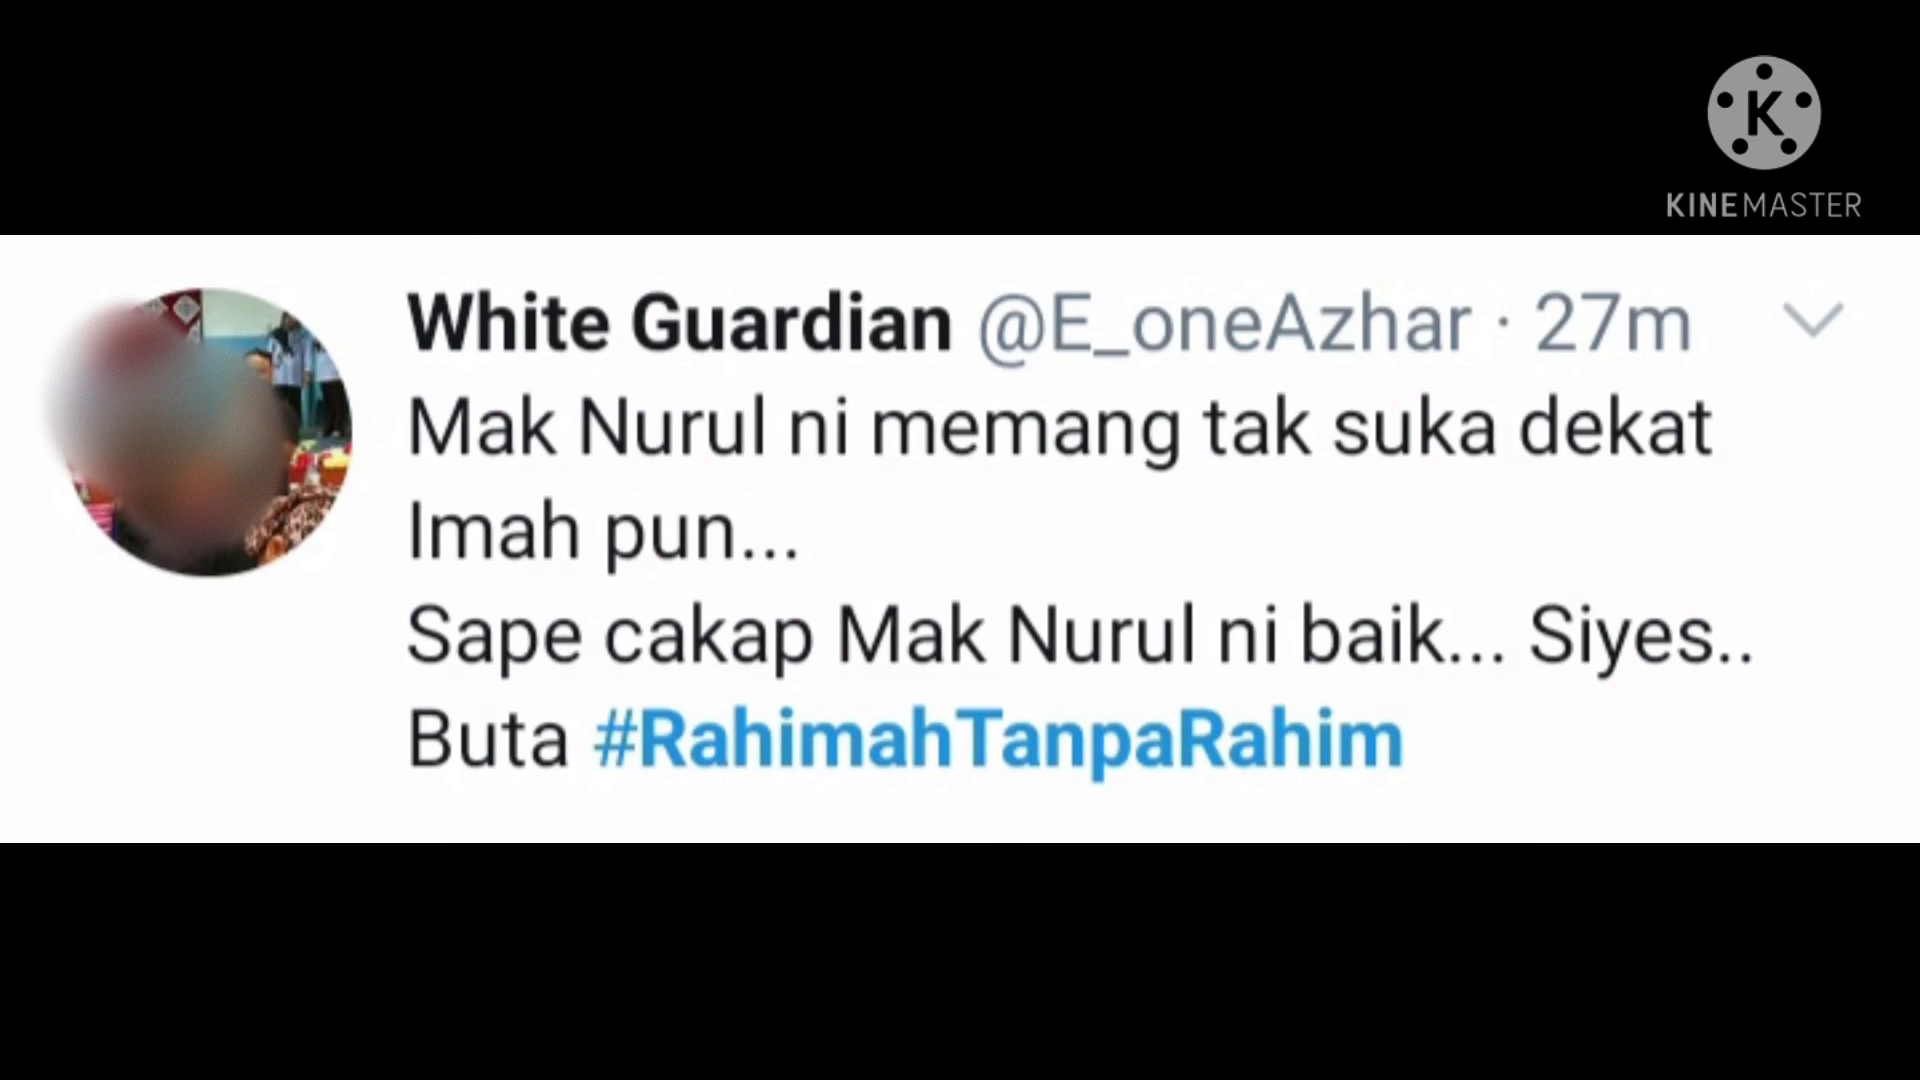 K
KINEMASTER
White Guardian @E_oneAzhar · 27m
Mak Nurul ni memang tak suka dekat
Imah pun...
Sape cakap Mak Nurul ni baik... Siyes..
Buta #RahimahTanpaRahim